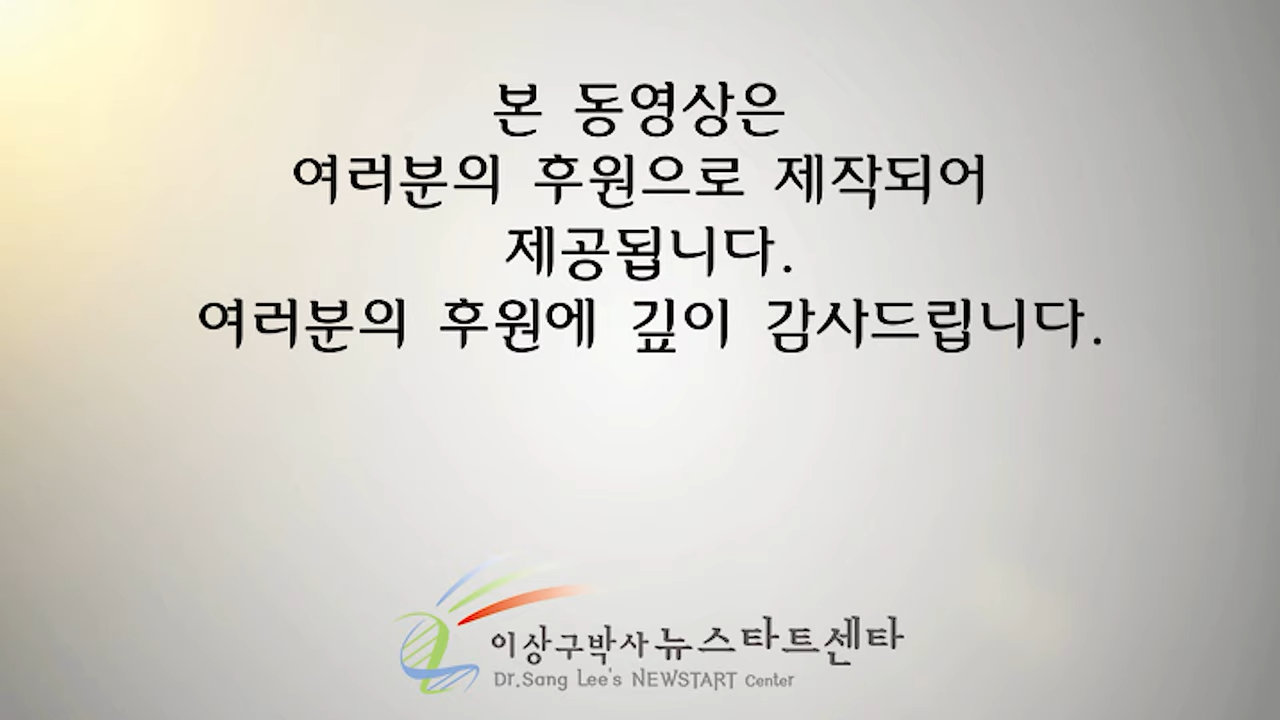 본 동영상은
여러분의 후원으로 제작되어
제공됩니다.
여러분의 후원에 깊이 감사드립니다.
이상구박사 뉴스타트센타
Dr.Sang Lee's NEWSTART Center